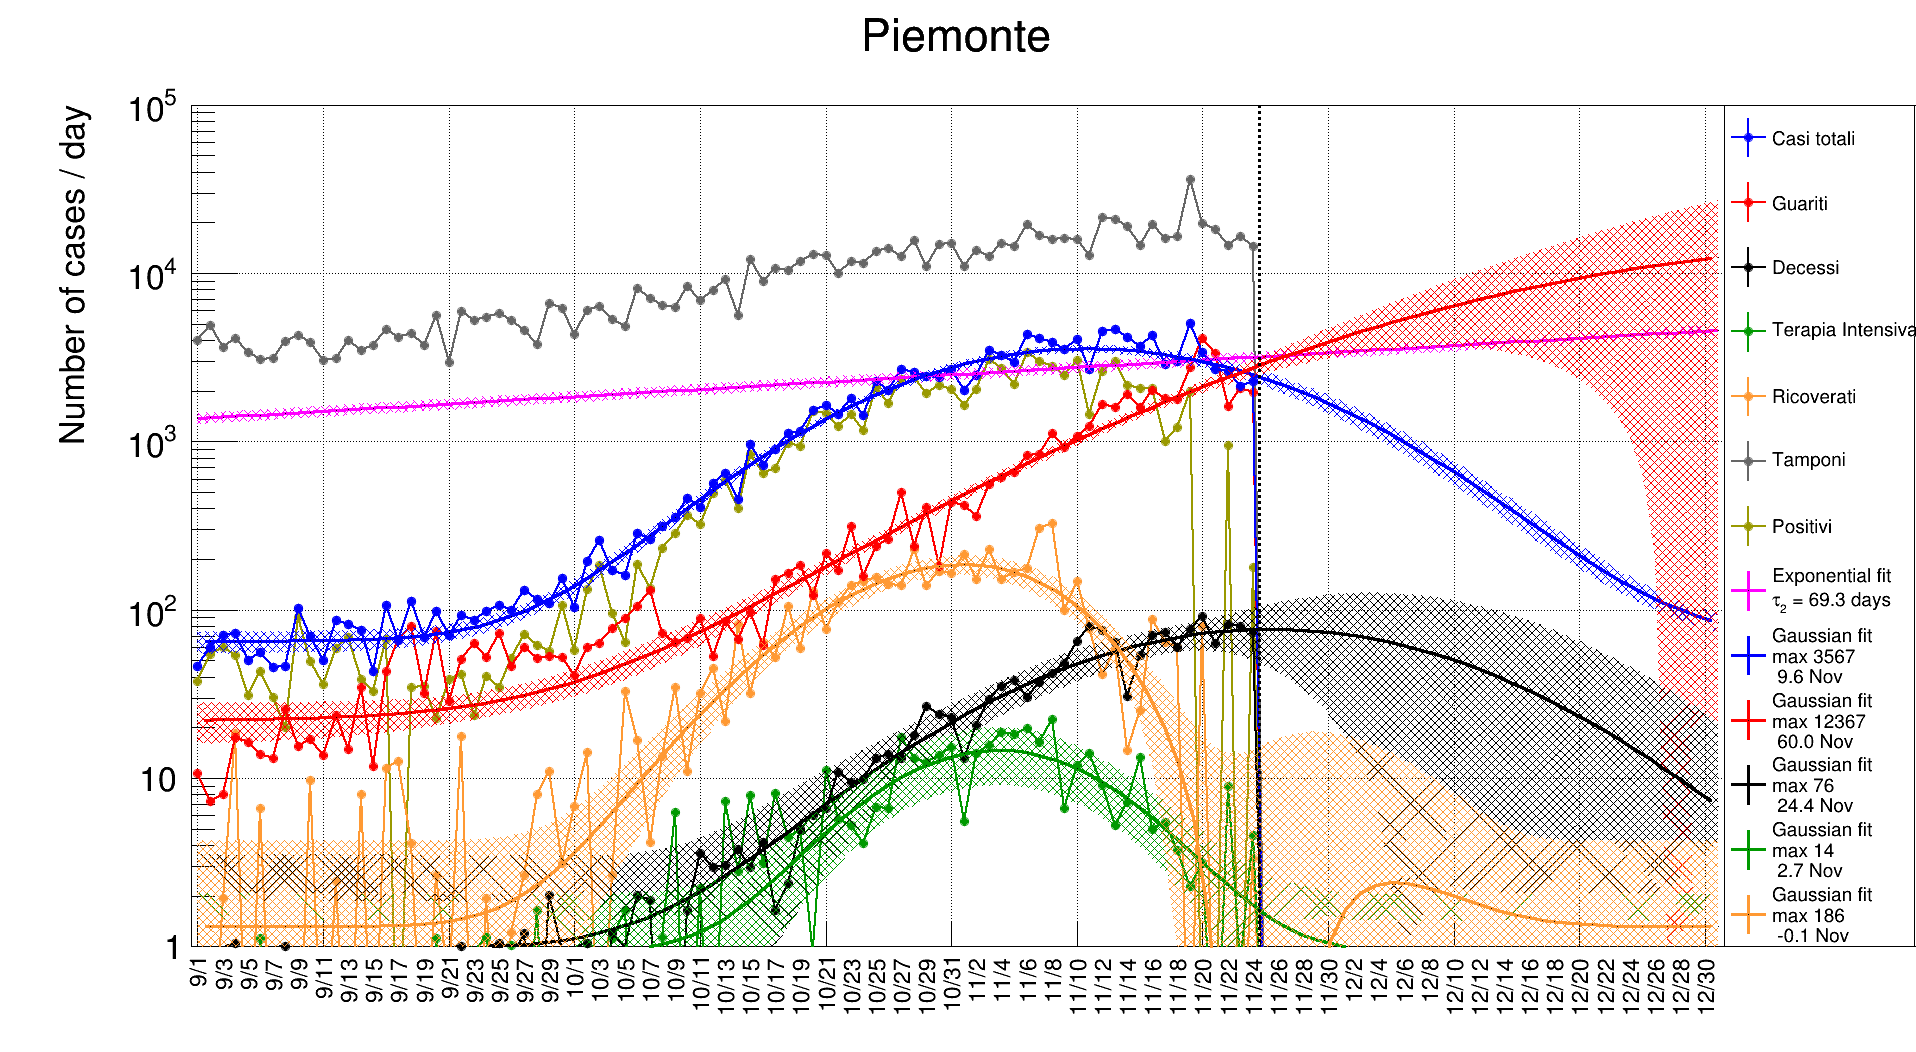 Piemonte
Number of cases / day
10^5
10^4
10^3
10^2
10
1
9/1
9/3
9/5
9/7
9/9
9/11
9/13
9/15
9/17
9/19
9/21
9/23
9/25
9/27
9/29
10/1
10/3
10/5
10/7
10/9
10/11
10/13
10/15
10/17
10/19
10/21
10/23
10/25
10/27
10/29
10/31
11/2
11/4
11/6
11/8
11/10
11/12
11/14
11/16
11/18
11/20
11/22
11/24
11/26
11/28
11/30
12/2
12/4
12/6
12/8
12/10
12/12
12/14
12/16
12/18
12/20
12/22
12/24
12/26
12/28
12/30
Casi totali
Guariti
Decessi
Terapia Intensiva
Ricoverati
Tamponi
Positivi
Exponential fit
τ₂ = 69.3 days
Gaussian fit
max 3567
9.6 Nov
Gaussian fit
max 12367
60.0 Nov
Gaussian fit
max 76
24.4 Nov
Gaussian fit
max 14
2.7 Nov
Gaussian fit
max 186
-0.1 Nov